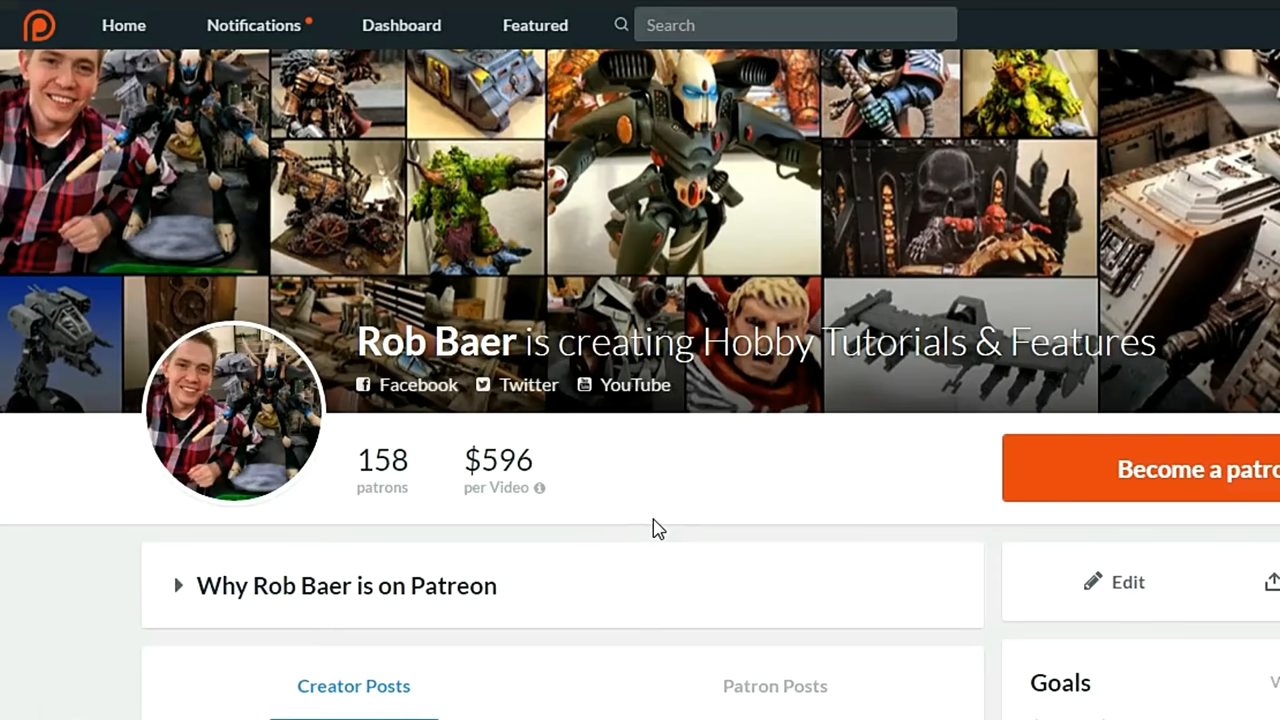 Home Notifications Dashboard Featured Search
Rob Baer is creating Hobby Tutorials & Features
Facebook Twitter YouTube
158 $596
patrons per Video
Become a
Why Rob Baer is on Patreon
Edit
Creator Posts Patron Posts
Goals